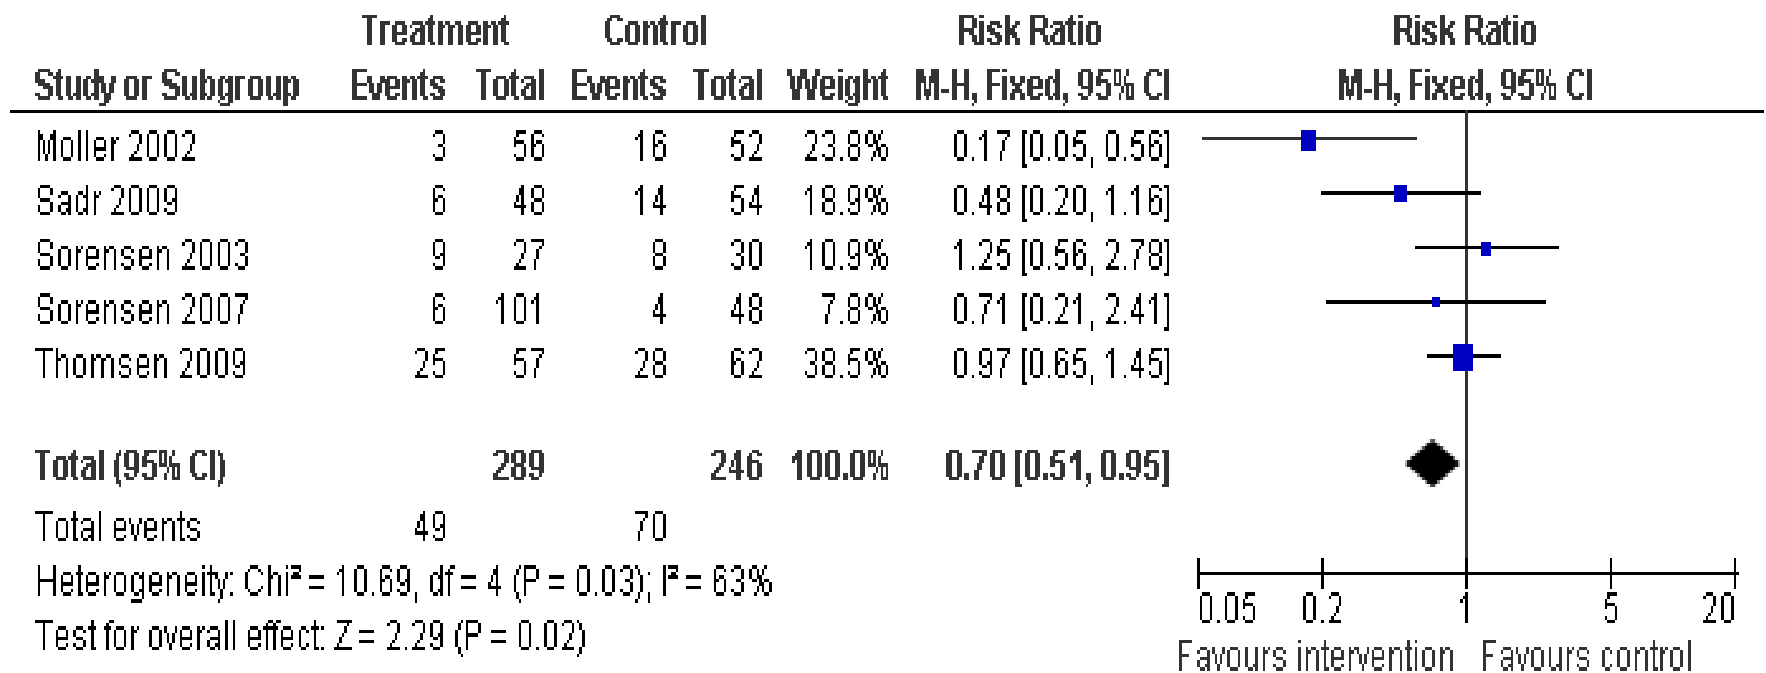 Treatment Control Risk Ratio Risk Ratio
Study or Subgroup Events Total Events Total Weight M-H, Fixed, 95% CI M-H, Fixed, 95% CI
Moller 2002 3 56 16 52 23.8% 0.17 [0.05, 0.56]
Sadr 2009 6 48 14 54 18.9% 0.48 [0.20, 1.16]
Sorensen 2003 9 27 8 30 10.9% 1.25 [0.56, 2.78]
Sorensen 2007 6 101 4 48 7.8% 0.71 [0.21, 2.41]
Thomsen 2009 25 57 28 62 38.5% 0.97 [0.65, 1.45]
Total (95% CI) 289 246 100.0% 0.70 [0.51, 0.95]
Total events 49 70
Heterogeneity: Chi² = 10.69, df = 4 (P = 0.03); I² = 63%
Test for overall effect: Z = 2.29 (P = 0.02)
0.05 0.2 1 5 20
Favours intervention Favours control